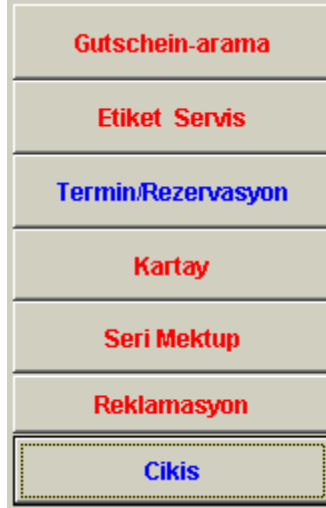 Gutschein-arama
Etiket Servis
Termin/Rezervasyon
Kartay
Seri Mektup
Reklamasyon
Cikis